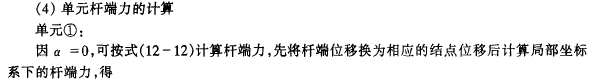 (4) 单元杆端力的计算
单元①:
因 α =0,可按式(12-12)计算杆端力,先将杆端位移换为相应的结点位移后计算局部坐标
系下的杆端力,得